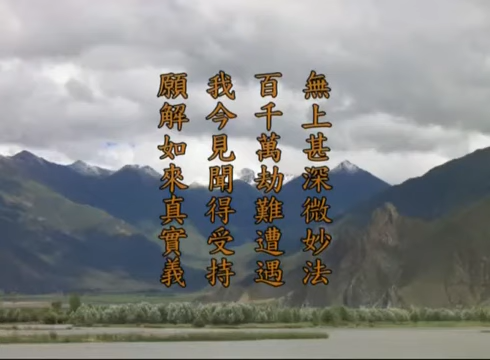 無上甚深微妙法
百千萬劫難遭遇
我今見聞得受持
願解如來真實義